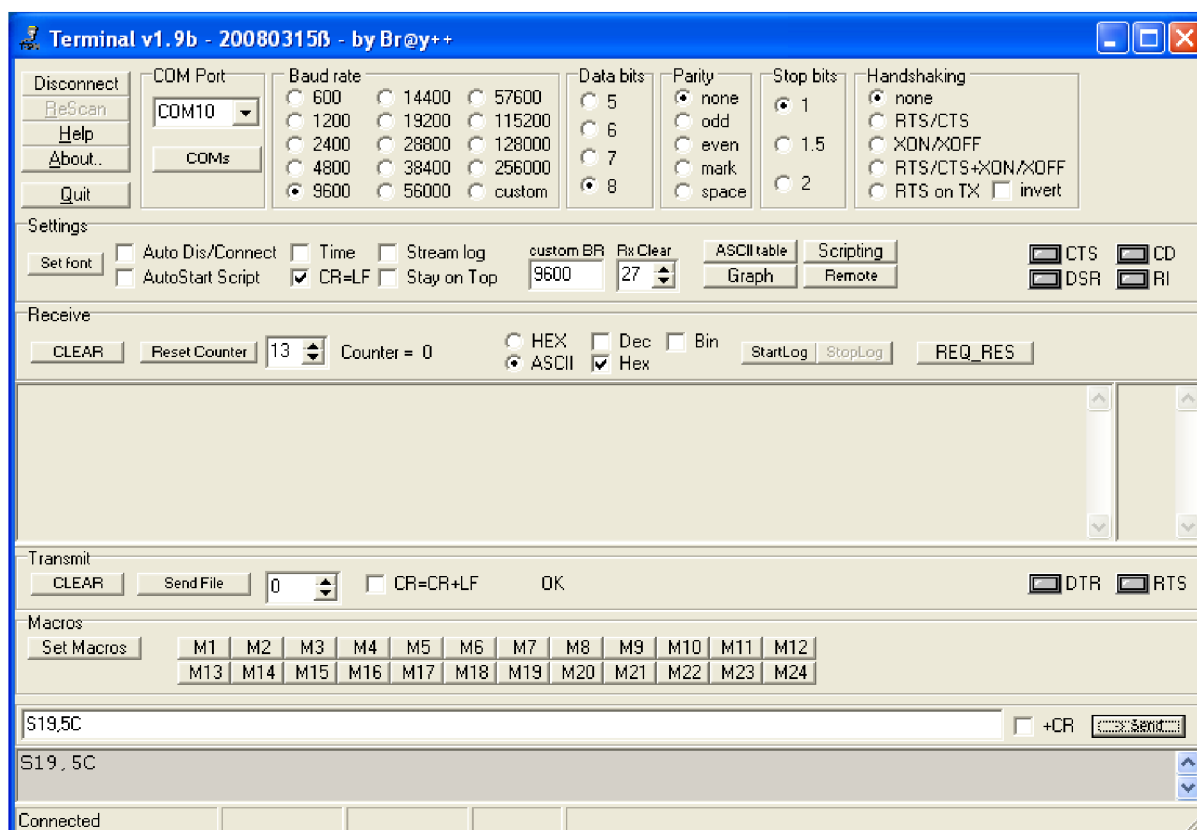 Terminal v1.9b - 20080315ß - by Br@y++
Disconnect
ReScan
Help
About..
Quit
COM Port
COM10
COMs
Baud rate
600 14400 57600
1200 19200 115200
2400 28800 128000
4800 38400 256000
9600 56000 custom
Data bits
5
6
7
8
Parity
none
odd
even
mark
space
Stop bits
1
1.5
2
Handshaking
none
RTS/CTS
XON/XOFF
RTS/CTS+XON/XOFF
RTS on TX invert
Settings
Set font
Auto Dis/Connect Time Stream log
AutoStart Script CR=LF Stay on Top
custom BR Rx Clear
9600 27
ASCII table Scripting
Graph Remote
CTS CD
DSR RI
Receive
CLEAR Reset Counter 13 Counter = 0
HEX Dec Bin
ASCII Hex
StartLog StopLog REQ_RES
Transmit
CLEAR Send File 0 CR=CR+LF OK DTR RTS
Macros
Set Macros
M1 M2 M3 M4 M5 M6 M7 M8 M9 M10 M11 M12
M13 M14 M15 M16 M17 M18 M19 M20 M21 M22 M23 M24
S19,5C +CR -> Send
S19,5C
Connected